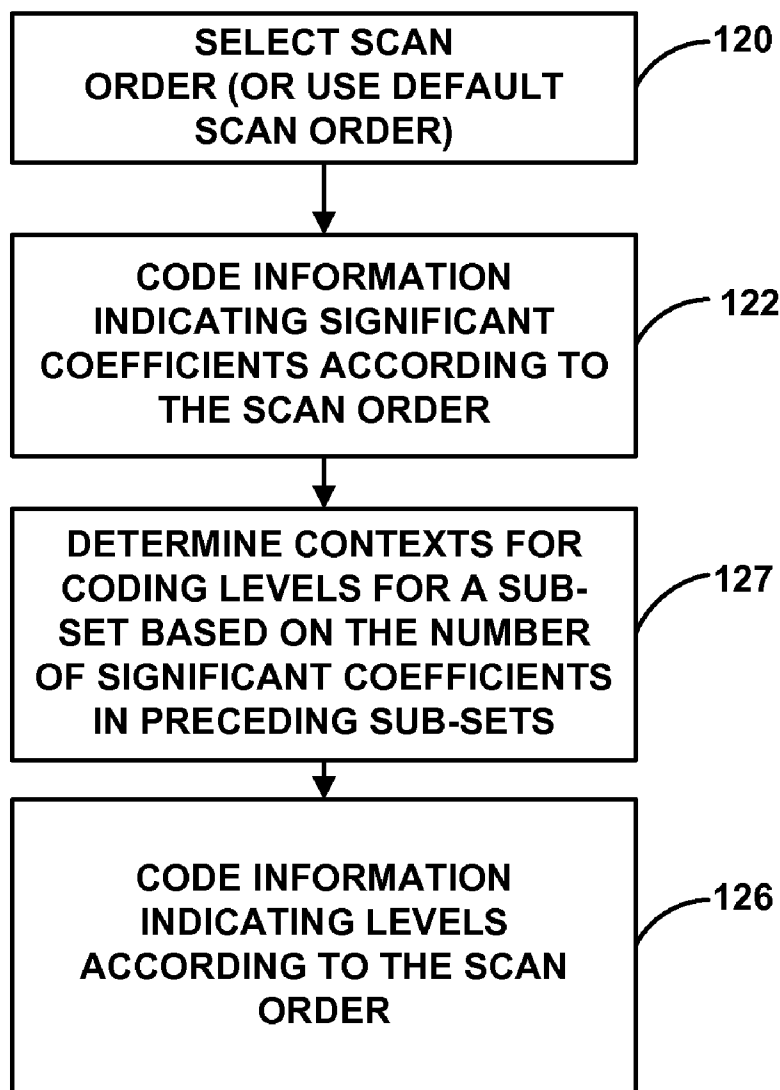 SELECT SCAN
ORDER (OR USE DEFAULT
SCAN ORDER)
120
CODE INFORMATION
INDICATING SIGNIFICANT
COEFFICIENTS ACCORDING TO
THE SCAN ORDER
122
DETERMINE CONTEXTS FOR
CODING LEVELS FOR A SUB-
SET BASED ON THE NUMBER
OF SIGNIFICANT COEFFICIENTS
IN PRECEDING SUB-SETS
127
CODE INFORMATION
INDICATING LEVELS
ACCORDING TO THE SCAN
ORDER
126